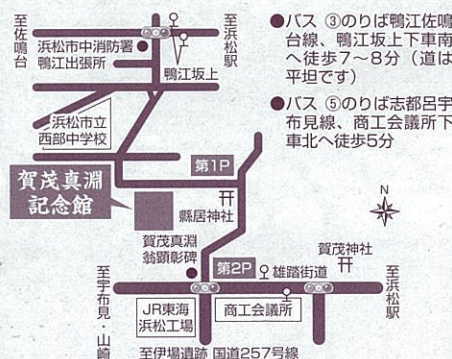 至佐鳴台
至浜松駅
浜松市中消防署
鴨江出張所
鴨江坂上
浜松市立
西部中学校
賀茂真淵
記念館
第1P
縣居神社
賀茂真淵
翁顕彰碑
第2P
雄踏街道
賀茂神社
N
至宇布見・山崎
JR東海
浜松工場
商工会議所
至浜松駅
至伊場遺跡 国道257号線
●バス ③のりば鴨江佐鳴
台線、鴨江坂上下車南
へ徒歩7～8分（道は
平坦です）
●バス ⑤のりば志都呂宇
布見線、商工会議所下
車北へ徒歩5分